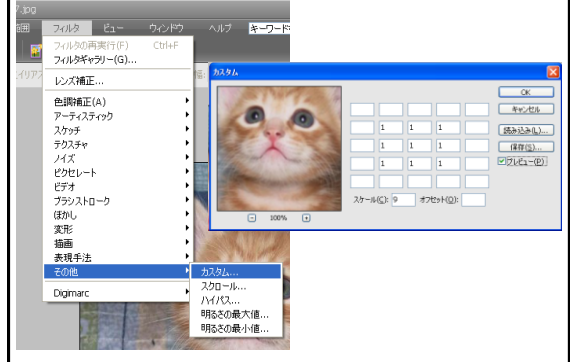 7.jpg
フィルタ ビュー ウィンドウ ヘルプ キーワード
フィルタの再実行(F) Ctrl+F
フィルタギャラリー(G)...
レンズ補正...
色調補正(A)
アーティスティック
スケッチ
テクスチャ
ノイズ
ピクセレート
ビデオ
ブラシストローク
ぼかし
変形
描画
表現手法
その他
Digimarc
カスタム...
スクロール...
ハイパス...
明るさの最大値...
明るさの最小値...
幅:
カスタム
OK
キャンセル
読み込み(L)...
保存(S)...
プレビュー(P)
1 1 1
1 1 1
1 1 1
スケール(C): 9 オフセット(O):
- 100% +